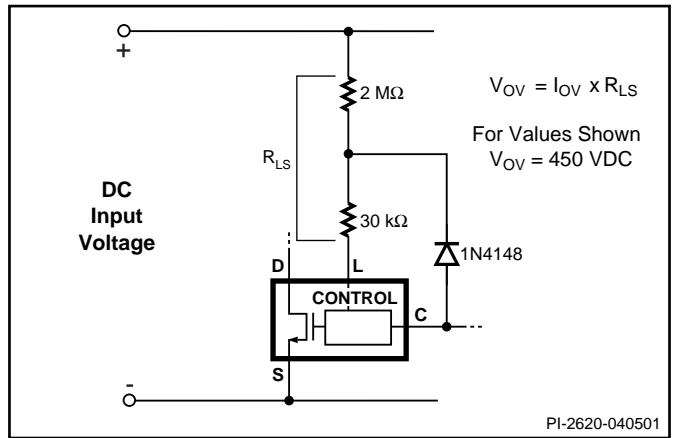 +
2 MΩ
V_OV = I_OV x R_LS
For Values Shown
V_OV = 450 VDC
R_LS
DC
Input
Voltage
30 kΩ
1N4148
D
L
CONTROL
C
S
-
PI-2620-040501